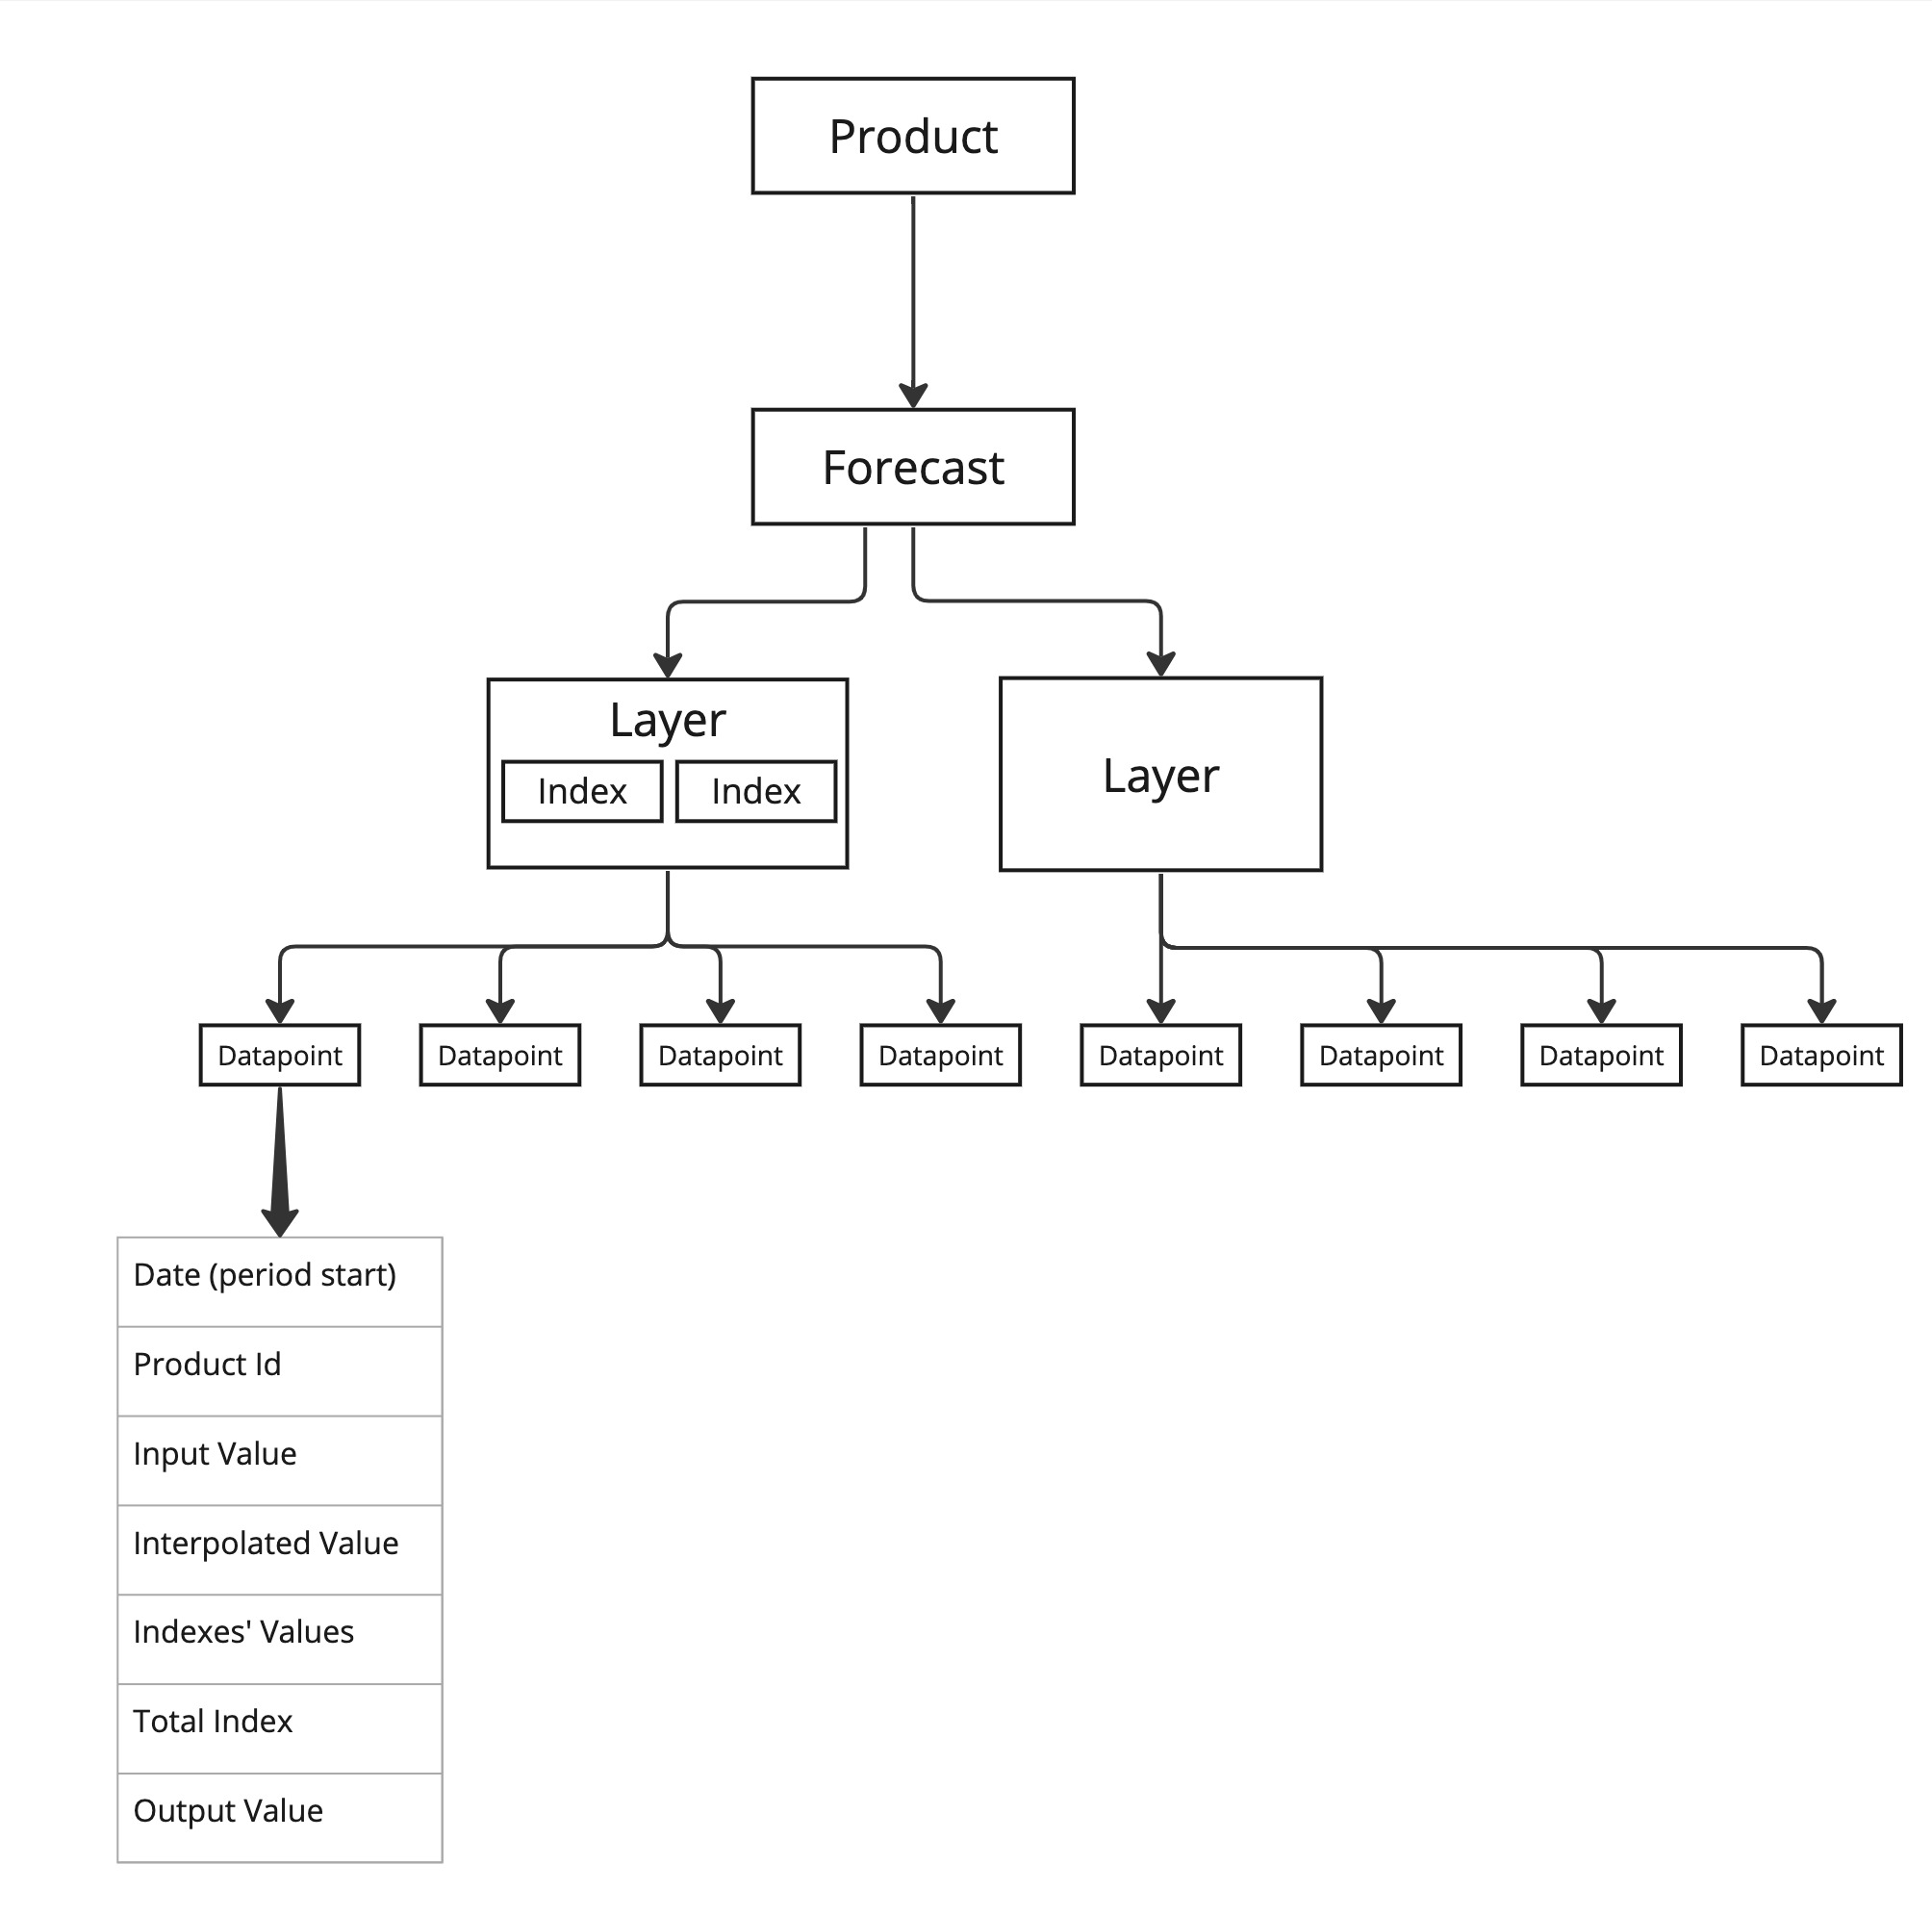 Product
Forecast
Layer
Index Index
Layer
Datapoint Datapoint Datapoint Datapoint Datapoint Datapoint Datapoint Datapoint
Date (period start)
Product Id
Input Value
Interpolated Value
Indexes' Values
Total Index
Output Value